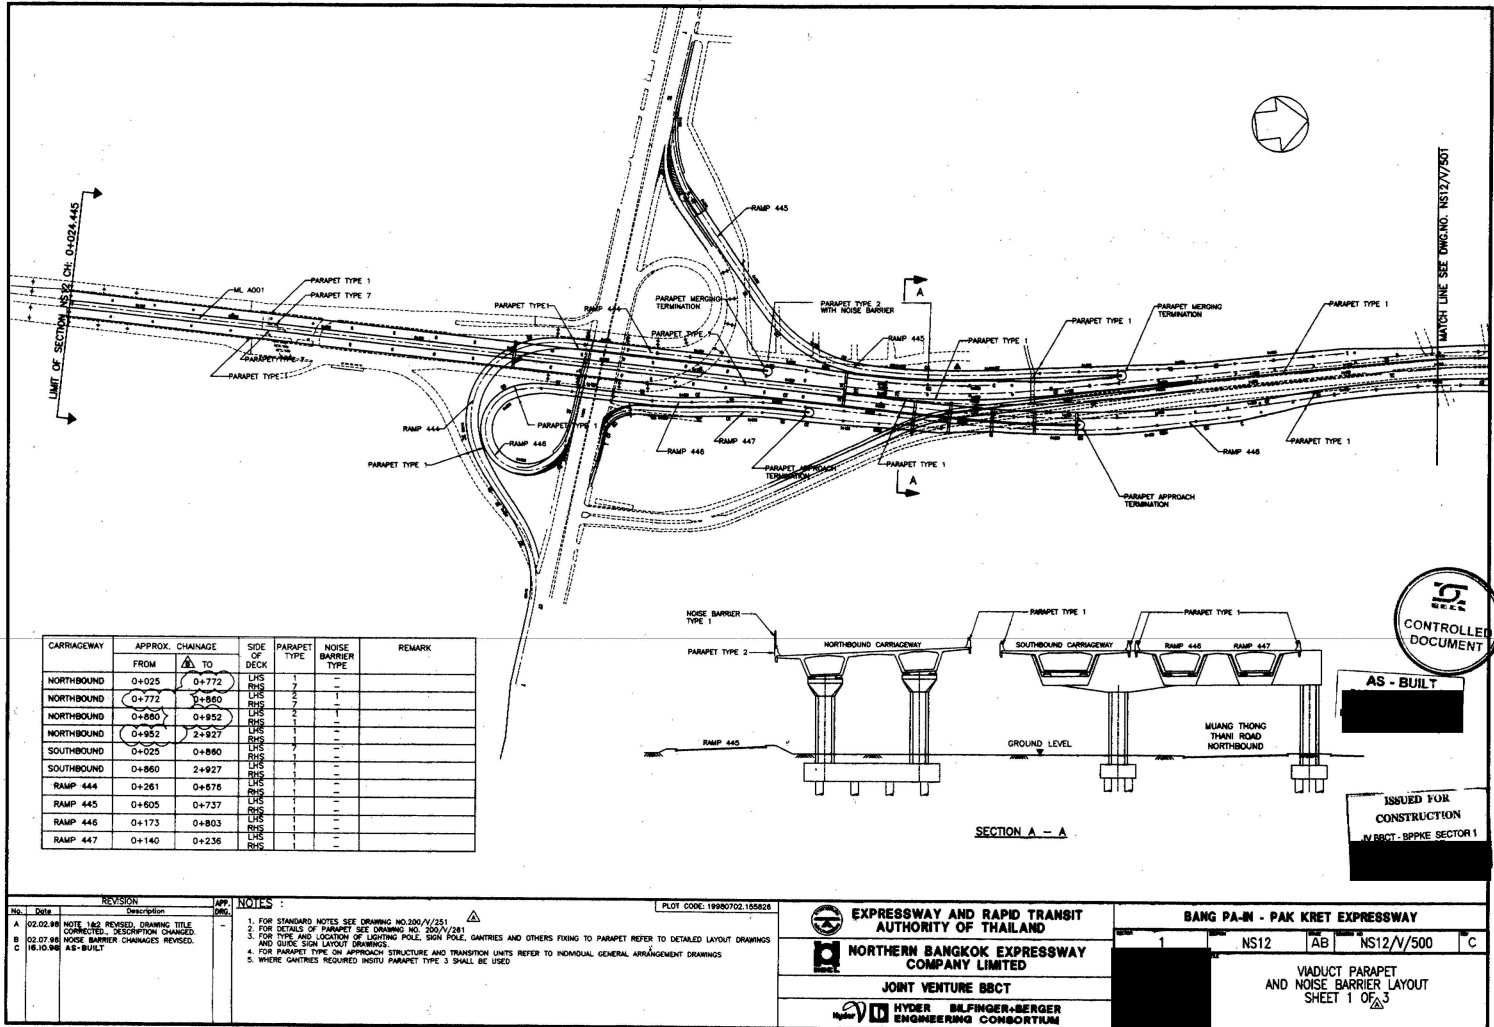 LIMIT OF SECTION NS12 CH: 0+024.445
ML A001
PARAPET TYPE 1
PARAPET TYPE 7
PARAPET TYPE 7
PARAPET TYPE
PARAPET TYPE 1
RAMP 444
PARAPET MERGING
TERMINATION
PARAPET TYPE 7
RAMP 445
PARAPET TYPE 2
WITH NOISE BARRIER
A
RAMP 445
PARAPET TYPE 1
PARAPET TYPE 1
PARAPET MERGING
TERMINATION
PARAPET TYPE 1
MATCH LINE SEE DWG.NO. NS12/V/501
RAMP 444
PARAPET TYPE 1
RAMP 446
PARAPET TYPE 1
RAMP 446
RAMP 447
PARAPET APPROACH
TERMINATION
PARAPET TYPE 1
A
PARAPET APPROACH
TERMINATION
RAMP 446
PARAPET TYPE 1
NOISE BARRIER
TYPE 1
PARAPET TYPE 2
NORTHBOUND CARRIAGEWAY
PARAPET TYPE 1
SOUTHBOUND CARRIAGEWAY
PARAPET TYPE 1
RAMP 446
RAMP 447
RAMP 445
GROUND LEVEL
MUANG THONG
THANI ROAD
NORTHBOUND
SECTION A - A
CONTROLLED
DOCUMENT
AS - BUILT
ISSUED FOR
CONSTRUCTION
JV BBCT - BPPKE SECTOR 1
CARRIAGEWAY APPROX. CHAINAGE SIDE OF DECK PARAPET TYPE NOISE BARRIER TYPE REMARK
FROM TO
NORTHBOUND 0+025 0+772 LHS 1 –
RHS 7 –
NORTHBOUND 0+772 0+860 LHS 2 1
RHS 7 –
NORTHBOUND 0+860 0+952 LHS 2 1
RHS 1 –
NORTHBOUND 0+952 2+927 LHS 1 –
RHS 1 –
SOUTHBOUND 0+025 0+860 LHS 7 –
RHS 1 –
SOUTHBOUND 0+860 2+927 LHS 1 –
RHS 1 –
RAMP 444 0+261 0+676 LHS 1 –
RHS 1 –
RAMP 445 0+605 0+737 LHS 1 –
RHS 1 –
RAMP 446 0+173 0+803 LHS 1 –
RHS 1 –
RAMP 447 0+140 0+236 LHS 1 –
RHS 1 –
REVISION APP. ORG.
No. Date Description
A 02.02.98 NOTE 1&2 REVISED, DRAWING TITLE
CORRECTED., DESCRIPTION CHANGED.
B 02.07.98 NOISE BARRIER CHAINAGES REVISED.
C 16.10.98 AS-BUILT
NOTES :
PLOT CODE: 19980702.155826
1. FOR STANDARD NOTES SEE DRAWING NO.200/V/251
2. FOR DETAILS OF PARAPET SEE DRAWING NO. 200/V/261
3. FOR TYPE AND LOCATION OF LIGHTING POLE, SIGN POLE, GANTRIES AND OTHERS FIXING TO PARAPET REFER TO DETAILED LAYOUT DRAWINGS
AND GUIDE SIGN LAYOUT DRAWINGS.
4. FOR PARAPET TYPE ON APPROACH STRUCTURE AND TRANSITION UNITS REFER TO INDIVIDUAL GENERAL ARRANGEMENT DRAWINGS
5. WHERE GANTRIES REQUIRED INSITU PARAPET TYPE 3 SHALL BE USED
EXPRESSWAY AND RAPID TRANSIT
AUTHORITY OF THAILAND
NORTHERN BANGKOK EXPRESSWAY
COMPANY LIMITED
JOINT VENTURE BBCT
Hyder
HYDER BILFINGER+BERGER
ENGINEERING CONSORTIUM
BANG PA-IN - PAK KRET EXPRESSWAY
1 NS12 AB NS12/V/500 C
VIADUCT PARAPET
AND NOISE BARRIER LAYOUT
SHEET 1 OF 3